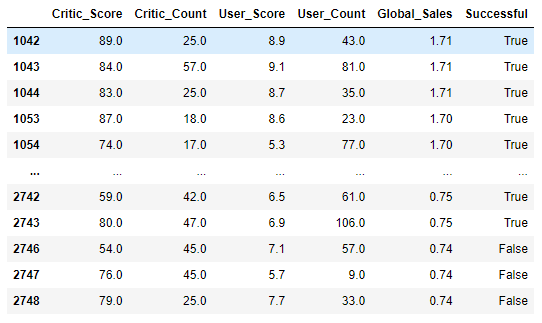 Critic_Score Critic_Count User_Score User_Count Global_Sales Successful
1042 89.0 25.0 8.9 43.0 1.71 True
1043 84.0 57.0 9.1 81.0 1.71 True
1044 83.0 25.0 8.7 35.0 1.71 True
1053 87.0 18.0 8.6 23.0 1.70 True
1054 74.0 17.0 5.3 77.0 1.70 True
... ... ... ... ... ... ...
2742 59.0 42.0 6.5 61.0 0.75 True
2743 80.0 47.0 6.9 106.0 0.75 True
2746 54.0 45.0 7.1 57.0 0.74 False
2747 76.0 45.0 5.7 9.0 0.74 False
2748 79.0 25.0 7.7 33.0 0.74 False